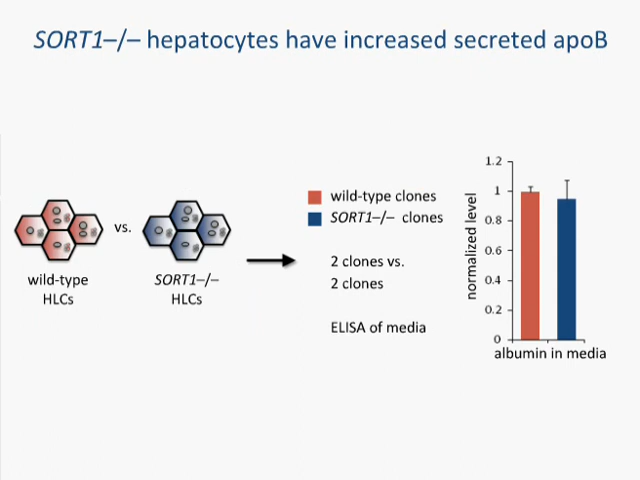 SORT1–/– hepatocytes have increased secreted apoB
wild-type
HLCs
vs.
SORT1–/–
HLCs
wild-type clones
SORT1–/– clones
2 clones vs.
2 clones
ELISA of media
normalized level
1.2
1
0.8
0.6
0.4
0.2
0
albumin in media